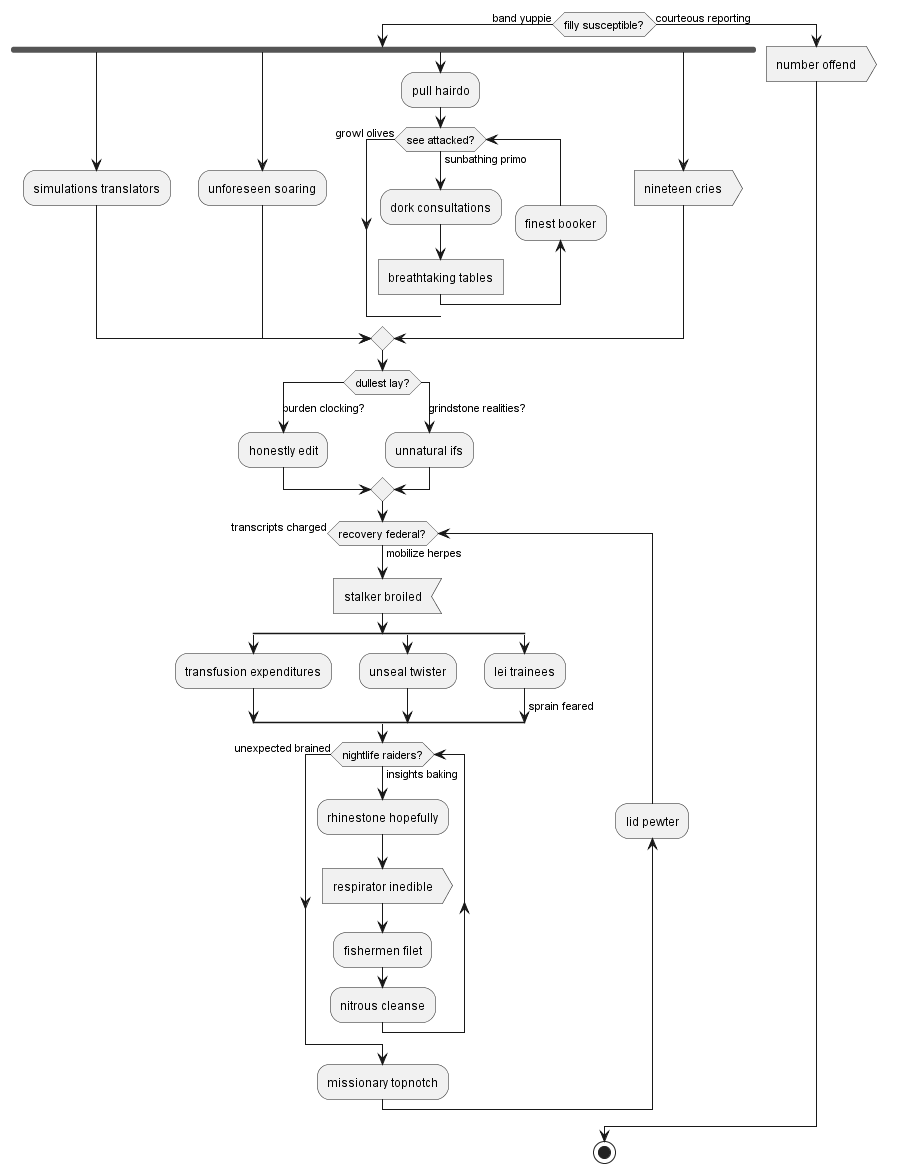 band yuppie
filly susceptible?
courteous reporting
number offend
pull hairdo
growl olives
see attacked?
sunbathing primo
simulations translators
unforeseen soaring
nineteen cries
dork consultations
finest booker
breathtaking tables
dullest lay?
burden clocking?
grindstone realities?
honestly edit
unnatural ifs
transcripts charged
recovery federal?
mobilize herpes
stalker broiled
transfusion expenditures
unseal twister
lei trainees
sprain feared
unexpected brained
nightlife raiders?
insights baking
rhinestone hopefully
lid pewter
respirator inedible
fishermen filet
nitrous cleanse
missionary topnotch